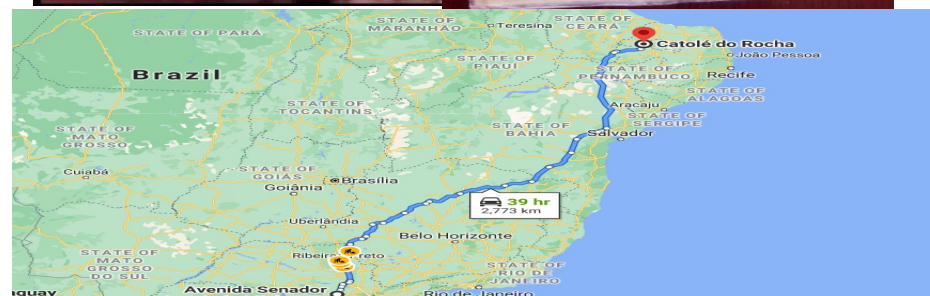 STATE OF
CEARÁ
STATE OF
MARANHÃO
Teresina
STATE OF PARÁ
Catolé do Rocha
João Pessoa
STATE OF
PIAUÍ
Brazil
STATE OF
PERNAMBUCO
Recife
STATE OF
ALAGOAS
STATE OF
TOCANTINS
Aracaju
STATE OF
SERGIPE
STATE OF
MATO
GROSSO
STATE OF
BAHIA
Salvador
Cuiabá
STATE OF
GOIÁS
Brasília
Goiânia
39 hr
2,773 km
Uberlândia
Belo Horizonte
STATE OF
MATO
GROSSO
DO SUL
STATE OF
RIO DE
JANEIRO
Avenida Senador
Rio de Janeiro